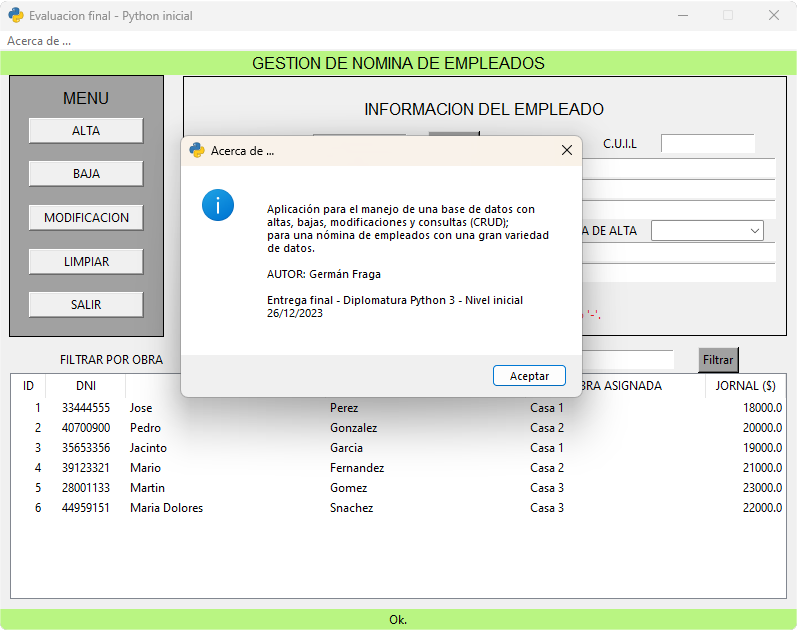 Evaluacion final - Python inicial
Acerca de ...
GESTION DE NOMINA DE EMPLEADOS
MENU
ALTA
BAJA
MODIFICACION
LIMPIAR
SALIR
INFORMACION DEL EMPLEADO
C.U.I.L
DE ALTA
'-'.
Acerca de ...
Aplicación para el manejo de una base de datos con
altas, bajas, modificaciones y consultas (CRUD);
para una nómina de empleados con una gran variedad
de datos.
AUTOR: Germán Fraga
Entrega final - Diplomatura Python 3 - Nivel inicial
26/12/2023
Aceptar
FILTRAR POR OBRA
Filtrar
ID DNI ASIGNADA JORNAL ($)
1 33444555 Jose Perez Casa 1 18000.0
2 40700900 Pedro Gonzalez Casa 2 20000.0
3 35653356 Jacinto Garcia Casa 1 19000.0
4 39123321 Mario Fernandez Casa 2 21000.0
5 28001133 Martin Gomez Casa 3 23000.0
6 44959151 Maria Dolores Snachez Casa 3 22000.0
Ok.